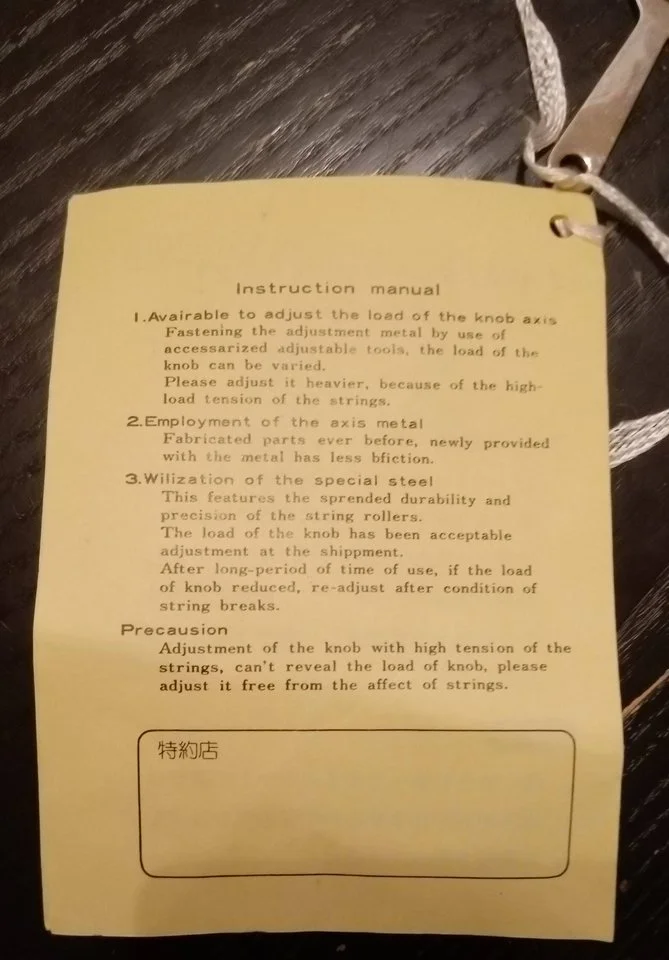 Instruction manual
1.Avairable to adjust the load of the knob axis
Fastening the adjustment metal by use of
accessarized adjustable tools, the load of the
knob can be varied.
Please adjust it heavier, because of the high-
load tension of the strings.
2.Employment of the axis metal
Fabricated parts ever before, newly provided
with the metal has less bfiction.
3.Wilization of the special steel
This features the sprended durability and
precision of the string rollers.
The load of the knob has been acceptable
adjustment at the shippment.
After long-period of time of use, if the load
of knob reduced, re-adjust after condition of
string breaks.
Precausion
Adjustment of the knob with high tension of the
strings, can't reveal the load of knob, please
adjust it free from the affect of strings.
特約店